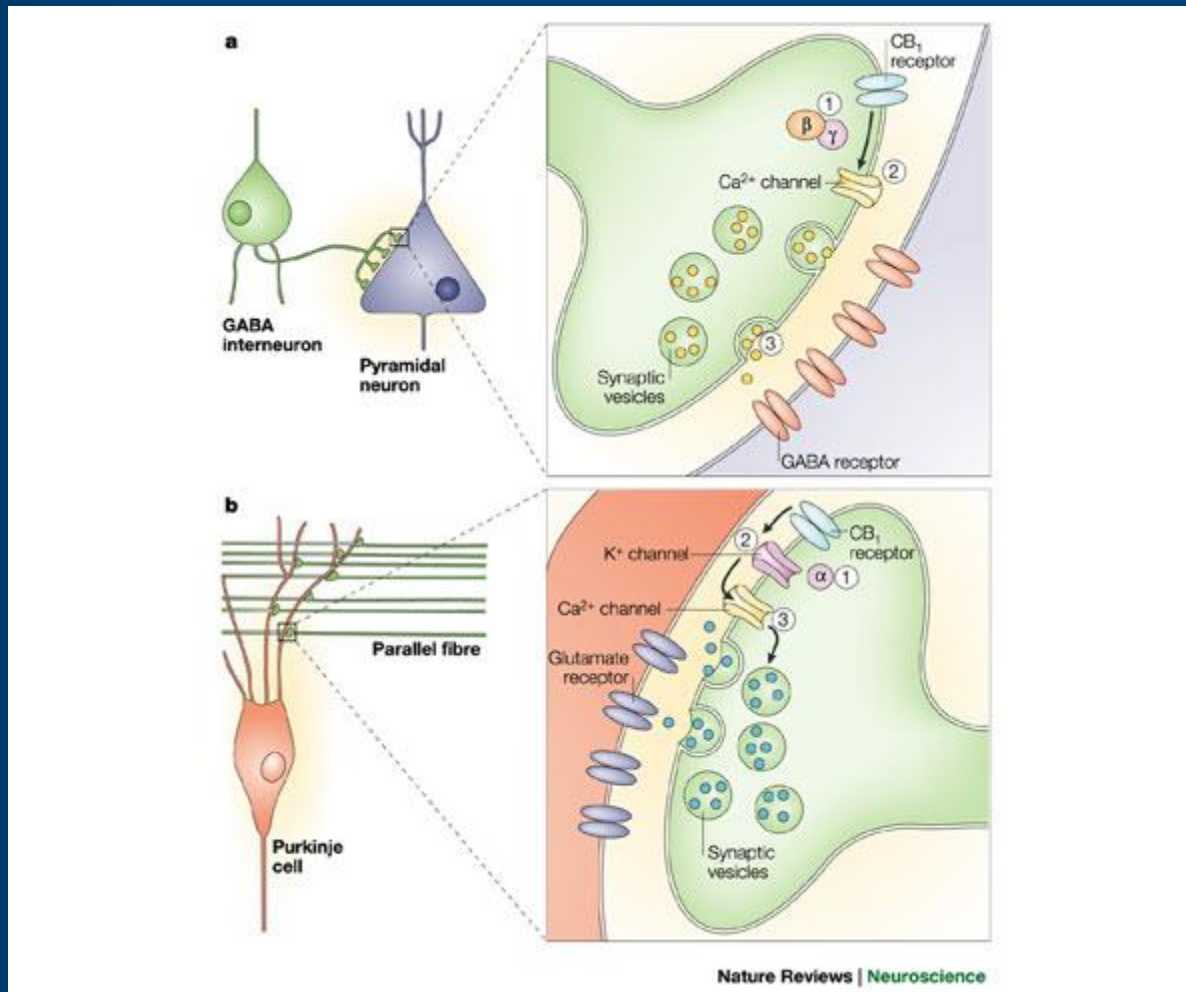 a
CB₁
receptor
1
β
γ
Ca²⁺ channel
2
GABA
interneuron
Pyramidal
neuron
3
Synaptic
vesicles
GABA receptor
b
2
K⁺ channel
CB₁
receptor
α
1
Ca²⁺ channel
3
Parallel fibre
Glutamate
receptor
Purkinje
cell
Synaptic
vesicles
Nature Reviews | Neuroscience